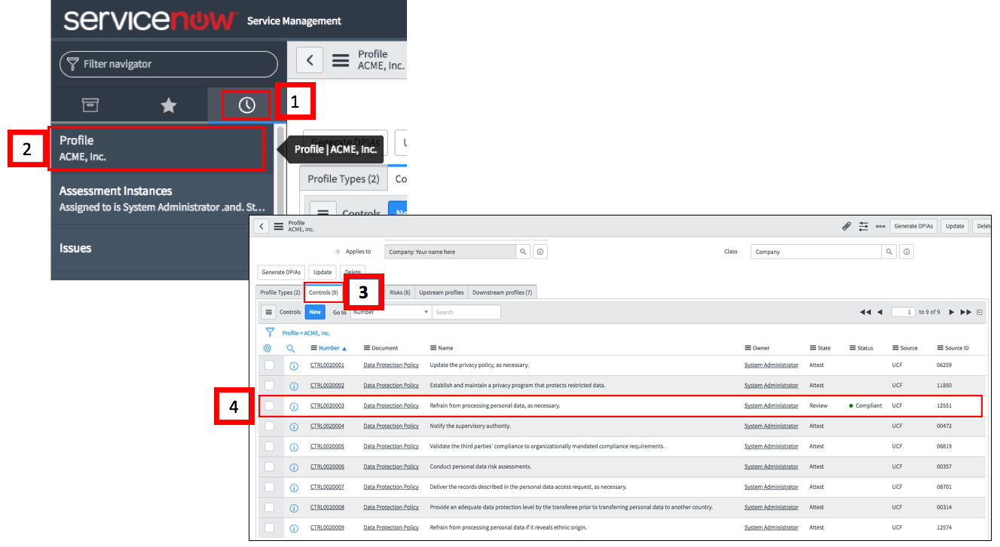 servicenow Service Management
Filter navigator
Profile
ACME, Inc.
1
2
Profile
ACME, Inc.
Profile | ACME, Inc.
Generate DPIAs
U
Profile Types (2) Co
Assessment Instances
Assigned to is System Administrator .and. St...
Controls Ne
Issues
Profile
ACME, Inc.
Generate DPIAs Update Delete
Applies to Company: Your name here Class Company
Generate DPIAs Update Delete
Profile Types (2) Controls (9) 3 Risks (6) Upstream profiles Downstream profiles (7)
Controls New Go to Number Search 1 to 9 of 9
Profile = ACME, Inc.
Number Document Name Owner State Status Source Source ID
CTRL0020001 Data Protection Policy Update the privacy policy, as necessary. System Administrator Attest UCF 06259
CTRL0020002 Data Protection Policy Establish and maintain a privacy program that protects restricted data. System Administrator Attest UCF 11850
4 CTRL0020003 Data Protection Policy Refrain from processing personal data, as necessary. System Administrator Review Compliant UCF 12551
CTRL0020004 Data Protection Policy Notify the supervisory authority. System Administrator Attest UCF 00472
CTRL0020005 Data Protection Policy Validate the third parties' compliance to organizationally mandated compliance requirements. System Administrator Attest UCF 08819
CTRL0020006 Data Protection Policy Conduct personal data risk assessments. System Administrator Attest UCF 00357
CTRL0020007 Data Protection Policy Deliver the records described in the personal data access request, as necessary. System Administrator Attest UCF 08701
CTRL0020008 Data Protection Policy Provide an adequate data protection level by the transferee prior to transferring personal data to another country. System Administrator Attest UCF 00314
CTRL0020009 Data Protection Policy Refrain from processing personal data if it reveals ethnic origin. System Administrator Attest UCF 12574